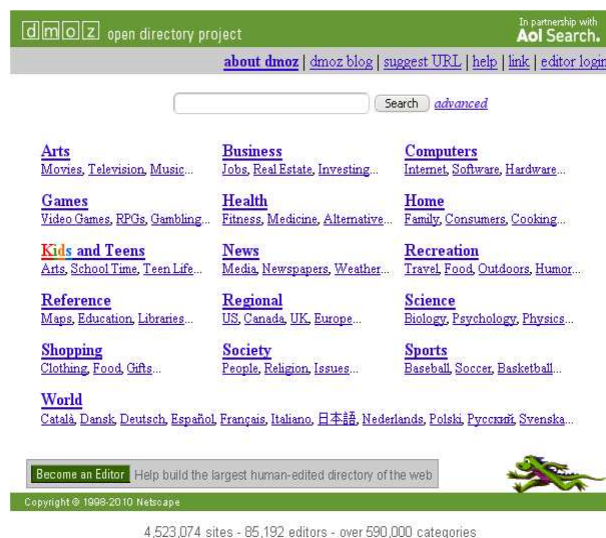 In partnership with
dmoz open directory project Aol Search.
about dmoz | dmoz blog | suggest URL | help | link | editor login
Search advanced
Arts Business Computers
Movies, Television, Music... Jobs, Real Estate, Investing... Internet, Software, Hardware...
Games Health Home
Video Games, RPGs, Gambling... Fitness, Medicine, Alternative... Family, Consumers, Cooking...
Kids and Teens News Recreation
Arts, School Time, Teen Life... Media, Newspapers, Weather... Travel, Food, Outdoors, Humor...
Reference Regional Science
Maps, Education, Libraries... US, Canada, UK, Europe... Biology, Psychology, Physics...
Shopping Society Sports
Clothing, Food, Gifts... People, Religion, Issues... Baseball, Soccer, Basketball...
World
Català, Dansk, Deutsch, Español, Français, Italiano, 日本語, Nederlands, Polski, Русский, Svenska...
Become an Editor Help build the largest human-edited directory of the web
Copyright © 1998-2010 Netscape
4,523,074 sites - 85,192 editors - over 590,000 categories